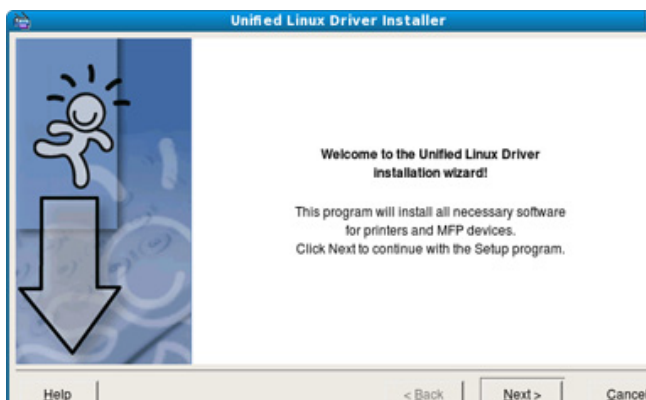 Unified Linux Driver Installer
Welcome to the Unified Linux Driver
installation wizard!
This program will install all necessary software
for printers and MFP devices.
Click Next to continue with the Setup program.
Help
< Back
Next >
Cancel